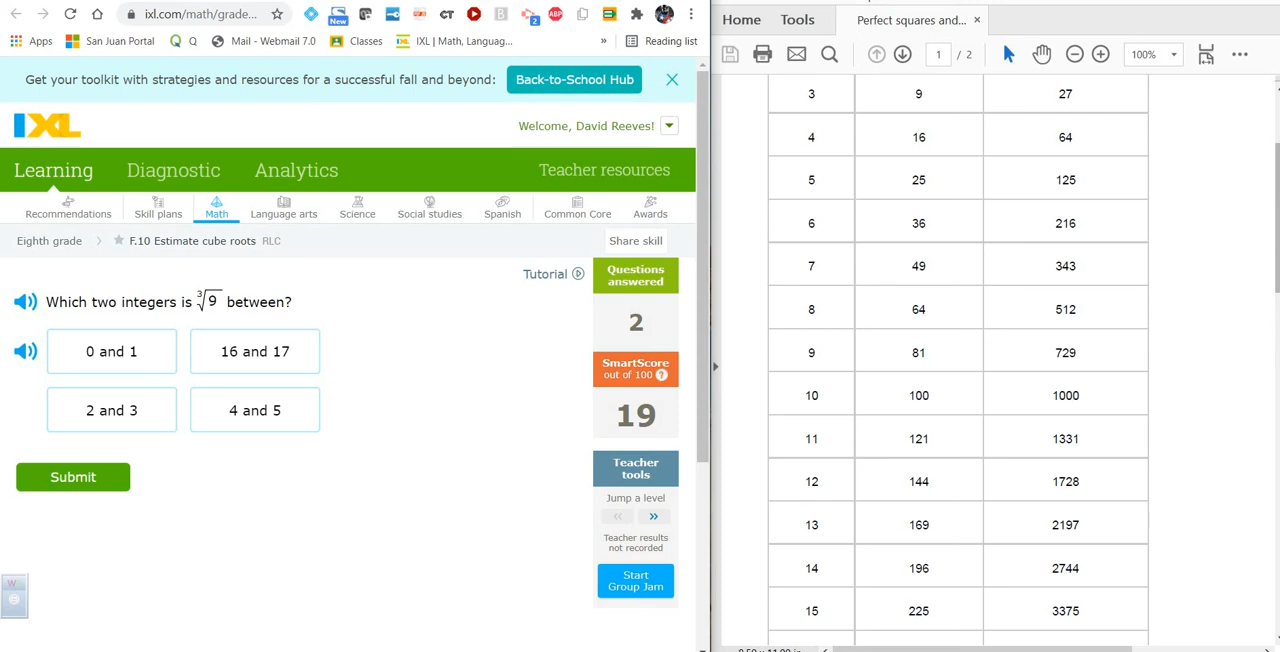 ixl.com/math/grade...
New
CT
B
2
ABP
Apps
San Juan Portal
Q
Mail - Webmail 7.0
Classes
IXL | Math, Languag...
»
Reading list
Get your toolkit with strategies and resources for a successful fall and beyond:
Back-to-School Hub
IXL
Welcome, David Reeves!
Learning
Diagnostic
Analytics
Teacher resources
Recommendations
Skill plans
Math
Language arts
Science
Social studies
Spanish
Common Core
Awards
Eighth grade
F.10 Estimate cube roots RLC
Share skill
Tutorial
Questions
answered
2
SmartScore
out of 100 ?
19
Teacher
tools
Jump a level
<<
>>
Teacher results
not recorded
Start
Group Jam
Which two integers is ∛9 between?
0 and 1
16 and 17
2 and 3
4 and 5
Submit
W
Home
Tools
Perfect squares and...
1 / 2
100%
3 9 27
4 16 64
5 25 125
6 36 216
7 49 343
8 64 512
9 81 729
10 100 1000
11 121 1331
12 144 1728
13 169 2197
14 196 2744
15 225 3375